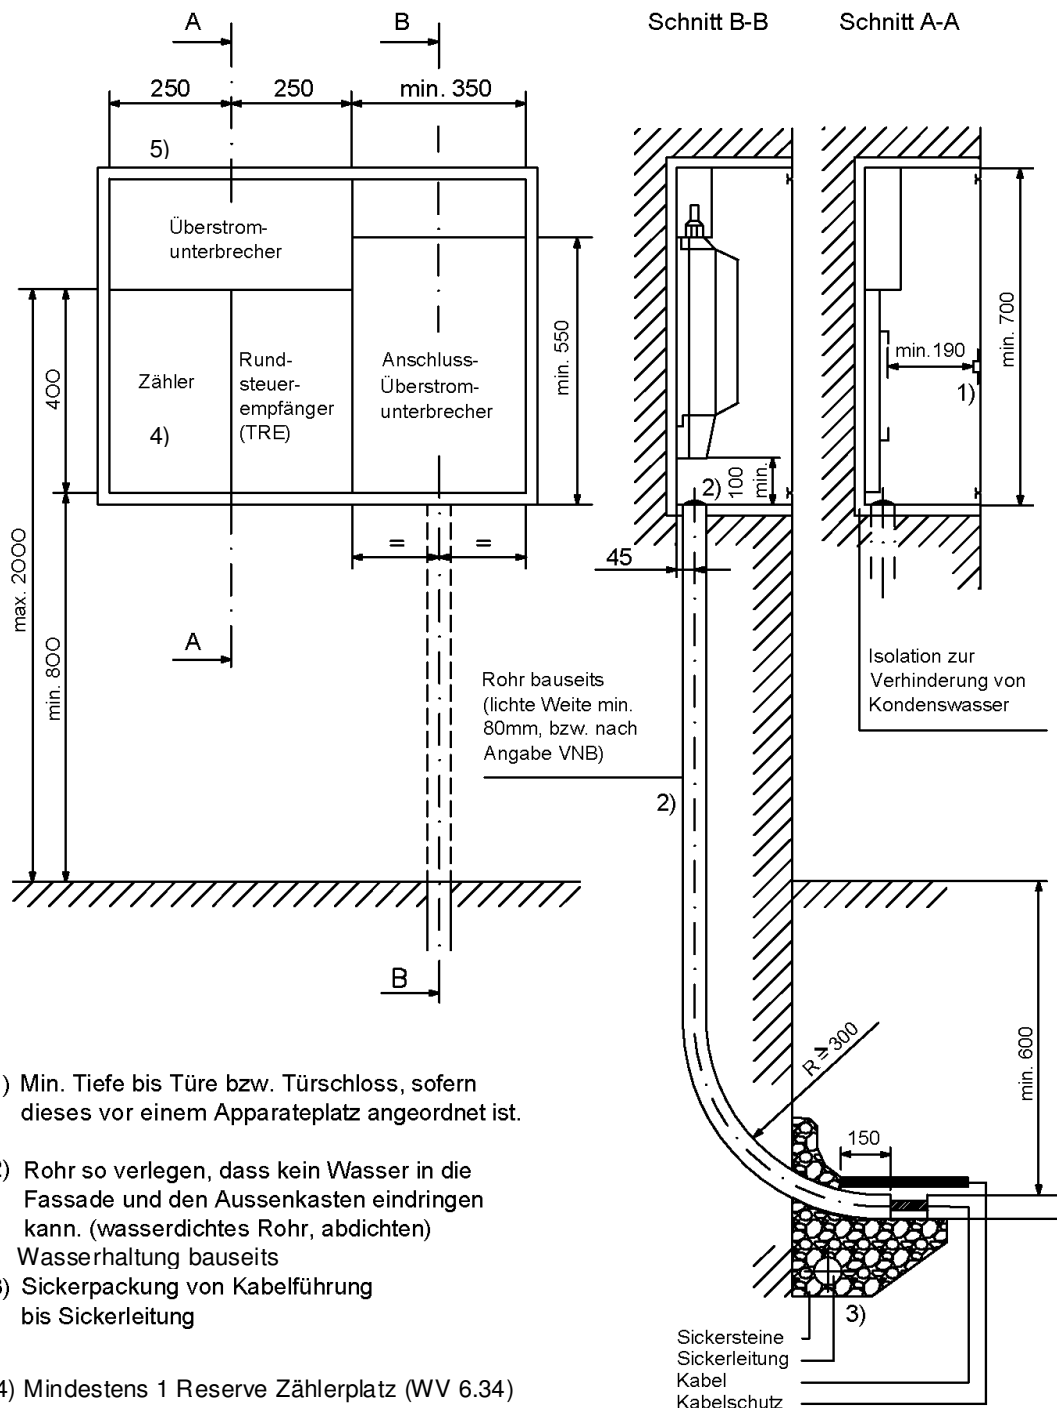 A
B
Schnitt B-B
Schnitt A-A
250
250
min. 350
5)
Überstrom-
unterbrecher
Zähler
4)
Rund-
steuer-
empfänger
(TRE)
Anschluss-
Überstrom-
unterbrecher
400
min. 550
max. 2000
min. 800
=
=
A
B
min. 190
1)
min. 700
2)
100
min.
45
Rohr bauseits
(lichte Weite min.
80mm, bzw. nach
Angabe VNB)
2)
Isolation zur
Verhinderung von
Kondenswasser
R ≥ 300
min. 600
150
3)
Sickersteine
Sickerleitung
Kabel
Kabelschutz
) Min. Tiefe bis Türe bzw. Türschloss, sofern
dieses vor einem Apparateplatz angeordnet ist.
2) Rohr so verlegen, dass kein Wasser in die
Fassade und den Aussenkasten eindringen
kann. (wasserdichtes Rohr, abdichten)
Wasserhaltung bauseits
3) Sickerpackung von Kabelführung
bis Sickerleitung
4) Mindestens 1 Reserve Zählerplatz (WV 6.34)